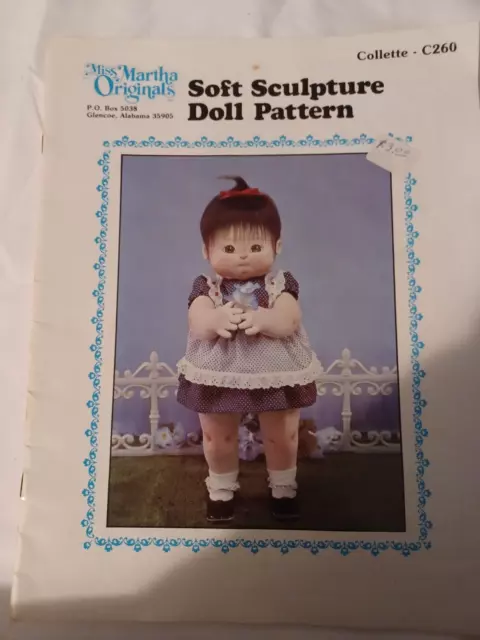 Collette - C260
Miss Martha
Originals
P.O. Box 5038
Glencoe, Alabama 35905
Soft Sculpture
Doll Pattern